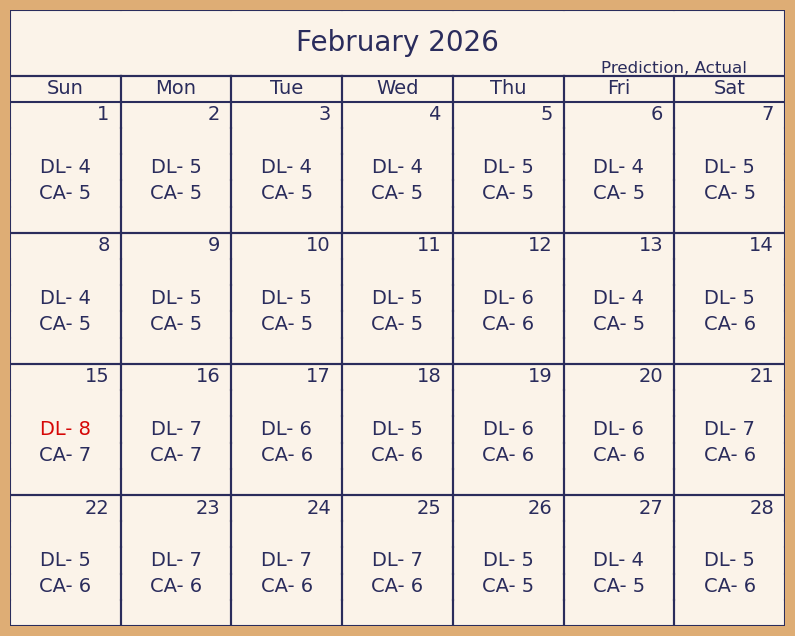 February 2026
Prediction, Actual
Sun Mon Tue Wed Thu Fri Sat
1 2 3 4 5 6 7
DL- 4 DL- 5 DL- 4 DL- 4 DL- 5 DL- 4 DL- 5
CA- 5 CA- 5 CA- 5 CA- 5 CA- 5 CA- 5 CA- 5
8 9 10 11 12 13 14
DL- 4 DL- 5 DL- 5 DL- 5 DL- 6 DL- 4 DL- 5
CA- 5 CA- 5 CA- 5 CA- 5 CA- 6 CA- 5 CA- 6
15 16 17 18 19 20 21
DL- 8 DL- 7 DL- 6 DL- 5 DL- 6 DL- 6 DL- 7
CA- 7 CA- 7 CA- 6 CA- 6 CA- 6 CA- 6 CA- 6
22 23 24 25 26 27 28
DL- 5 DL- 7 DL- 7 DL- 7 DL- 5 DL- 4 DL- 5
CA- 6 CA- 6 CA- 6 CA- 6 CA- 5 CA- 5 CA- 6